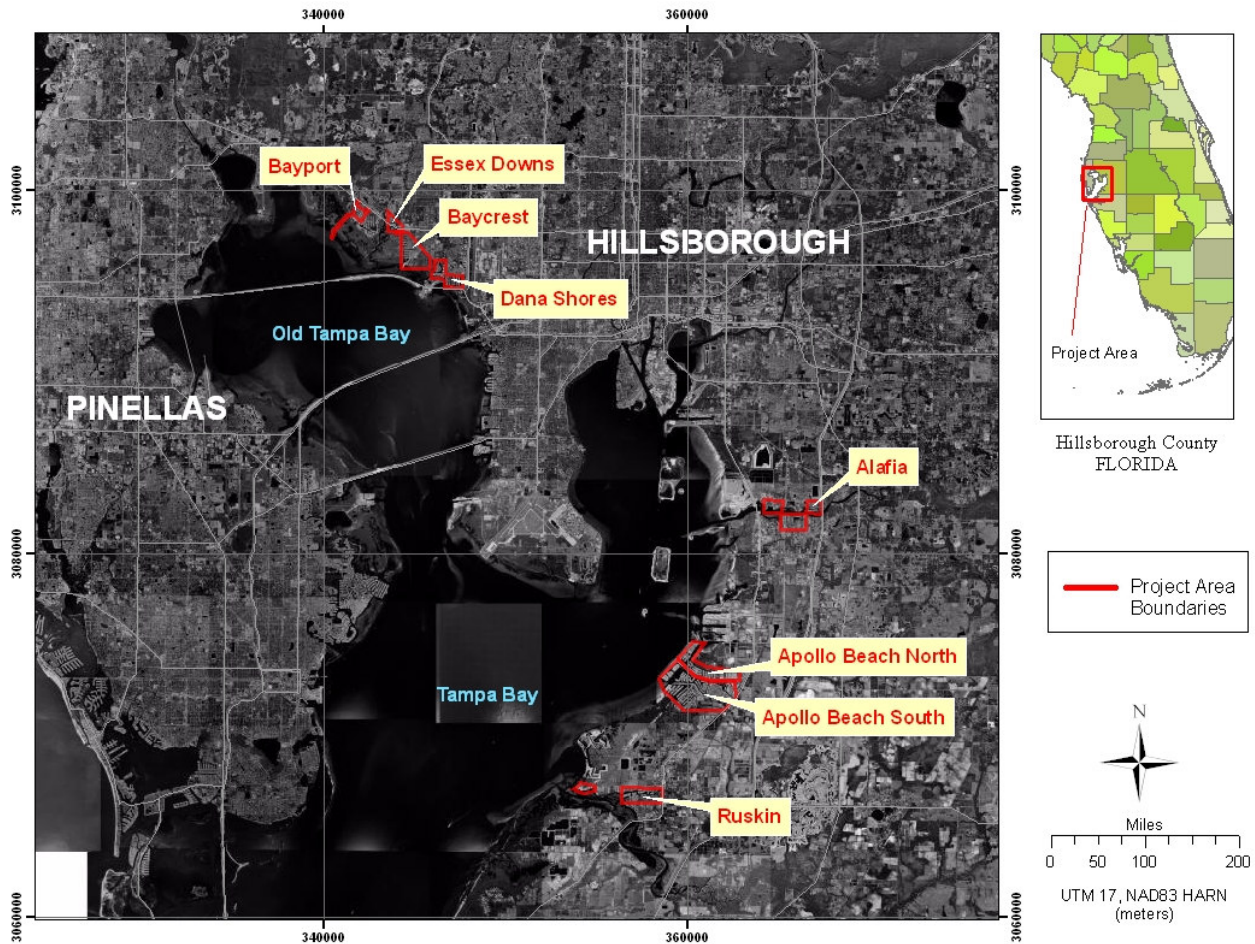 340000
360000
3100000
3100000
Bayport
Essex Downs
Baycrest
HILLSBOROUGH
Dana Shores
Old Tampa Bay
PINELLAS
Alafia
3080000
3080000
Apollo Beach North
Tampa Bay
Apollo Beach South
Ruskin
3060000
3060000
340000
360000
Project Area
Hillsborough County
FLORIDA
Project Area
Boundaries
N
Miles
0 50 100 200
UTM 17, NAD83 HARN
(meters)